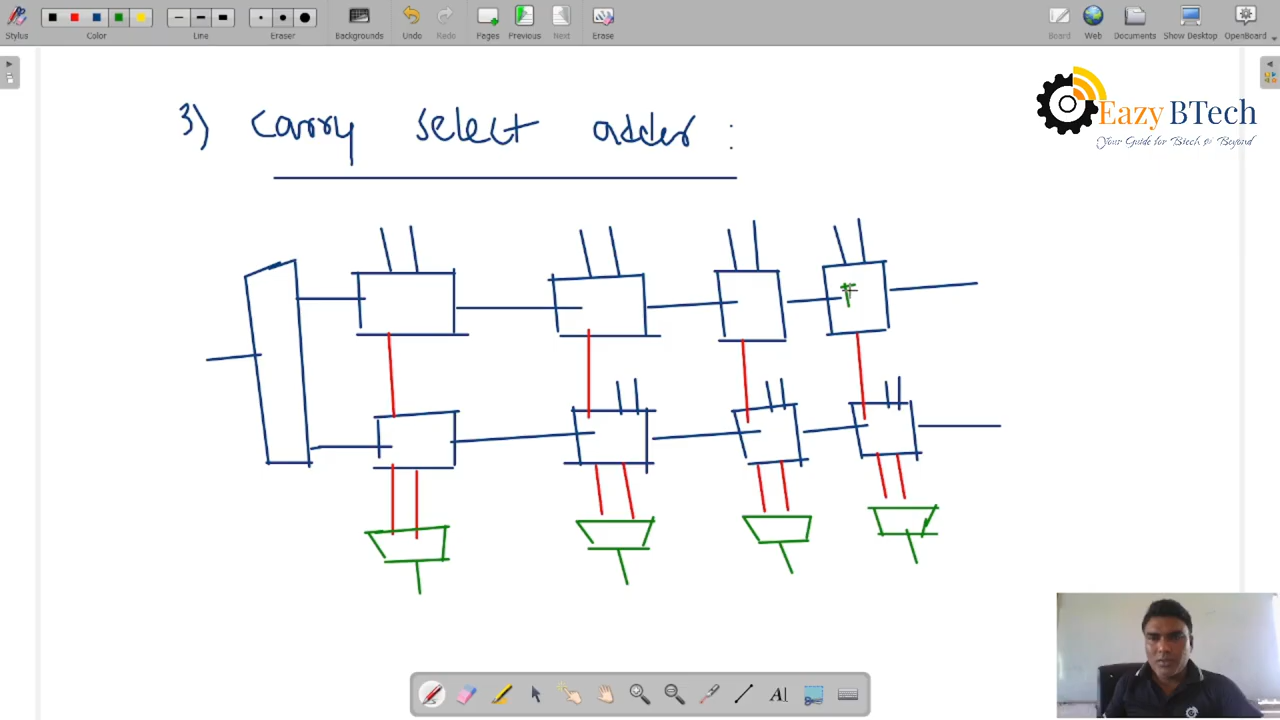 Stylus
Color
Line
Eraser
Backgrounds
Undo
Redo
Pages
Previous
Next
Erase
Board
Web
Documents
Show Desktop
OpenBoard
Eazy BTech
Your Guide for Btech & Beyond
3) Carry select adder :